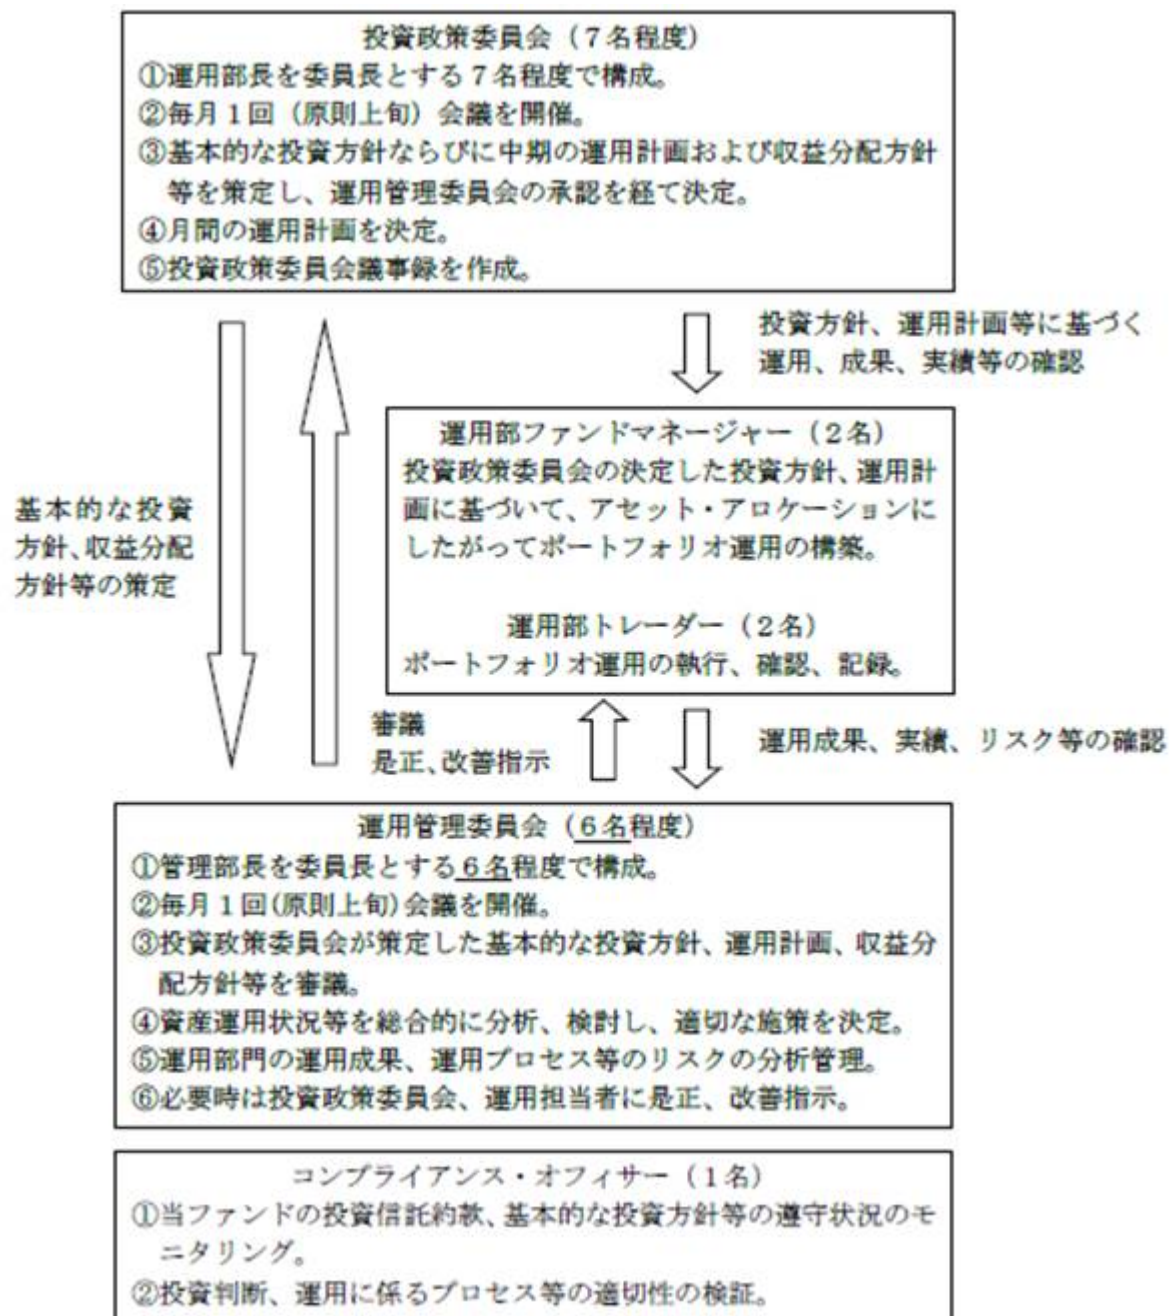 投資政策委員会（７名程度）
①運用部長を委員長とする７名程度で構成。
②毎月１回（原則上旬）会議を開催。
③基本的な投資方針ならびに中期の運用計画および収益分配方針
等を策定し、運用管理委員会の承認を経て決定。
④月間の運用計画を決定。
⑤投資政策委員会議事録を作成。
投資方針、運用計画等に基づく
運用、成果、実績等の確認
運用部ファンドマネージャー（２名）
投資政策委員会の決定した投資方針、運用計
画に基づいて、アセット・アロケーションに
したがってポートフォリオ運用の構築。
運用部トレーダー（２名）
ポートフォリオ運用の執行、確認、記録。
基本的な投資
方針、収益分配
方針等の策定
審議
是正、改善指示
運用成果、実績、リスク等の確認
運用管理委員会（６名程度）
①管理部長を委員長とする６名程度で構成。
②毎月１回(原則上旬)会議を開催。
③投資政策委員会が策定した基本的な投資方針、運用計画、収益分
配方針等を審議。
④資産運用状況等を総合的に分析、検討し、適切な施策を決定。
⑤運用部門の運用成果、運用プロセス等のリスクの分析管理。
⑥必要時は投資政策委員会、運用担当者に是正、改善指示。
コンプライアンス・オフィサー（１名）
①当ファンドの投資信託約款、基本的な投資方針等の遵守状況のモ
ニタリング。
②投資判断、運用に係るプロセス等の適切性の検証。